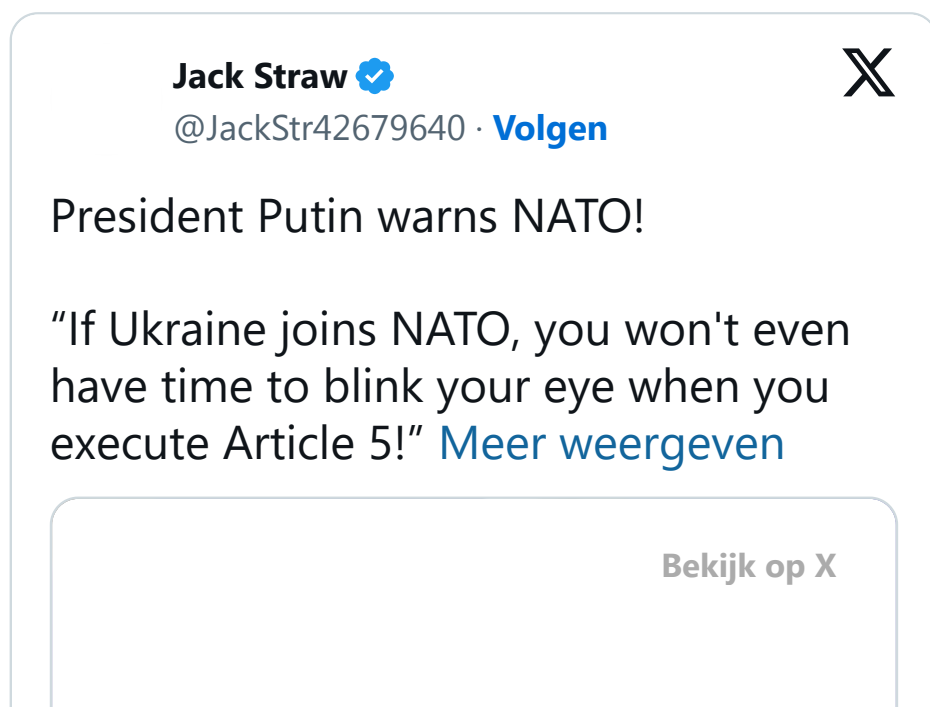 Jack Straw
@JackStr42679640 · Volgen
President Putin warns NATO!
“If Ukraine joins NATO, you won't even
have time to blink your eye when you
execute Article 5!” Meer weergeven
Bekijk op X